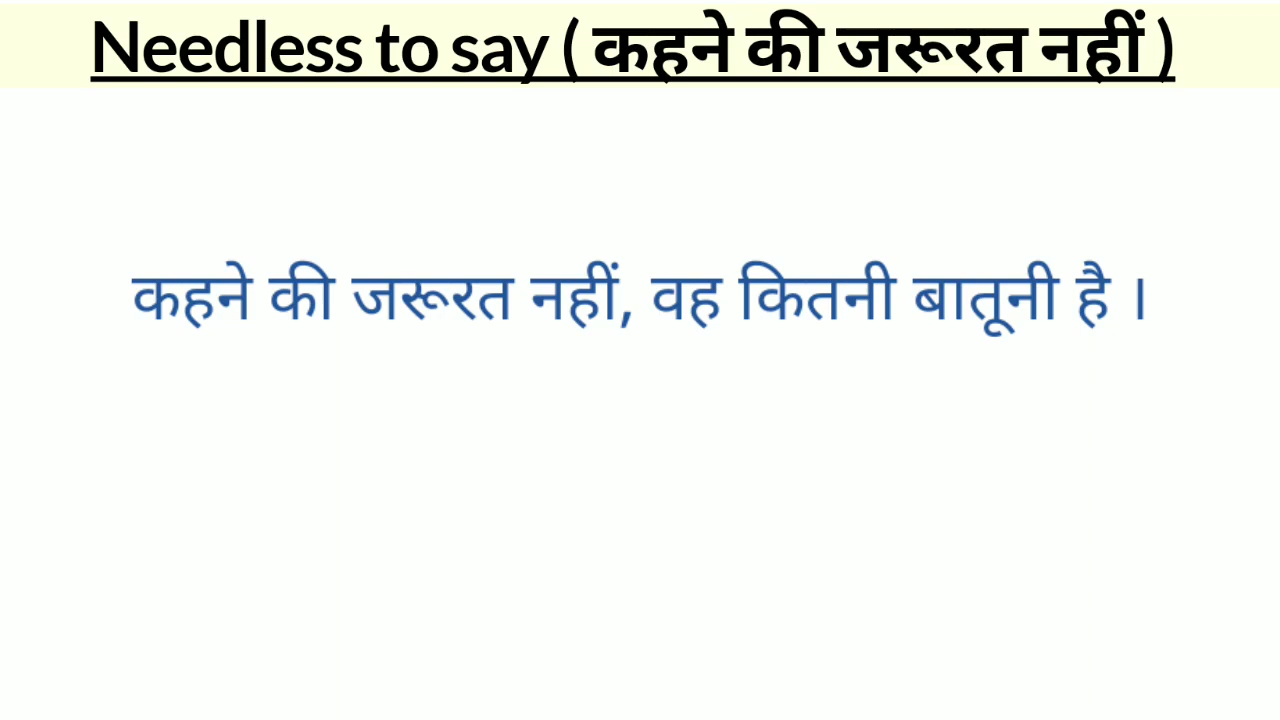 Needless to say ( कहने की जरूरत नहीं )
कहने की जरूरत नहीं, वह कितनी बातूनी है ।